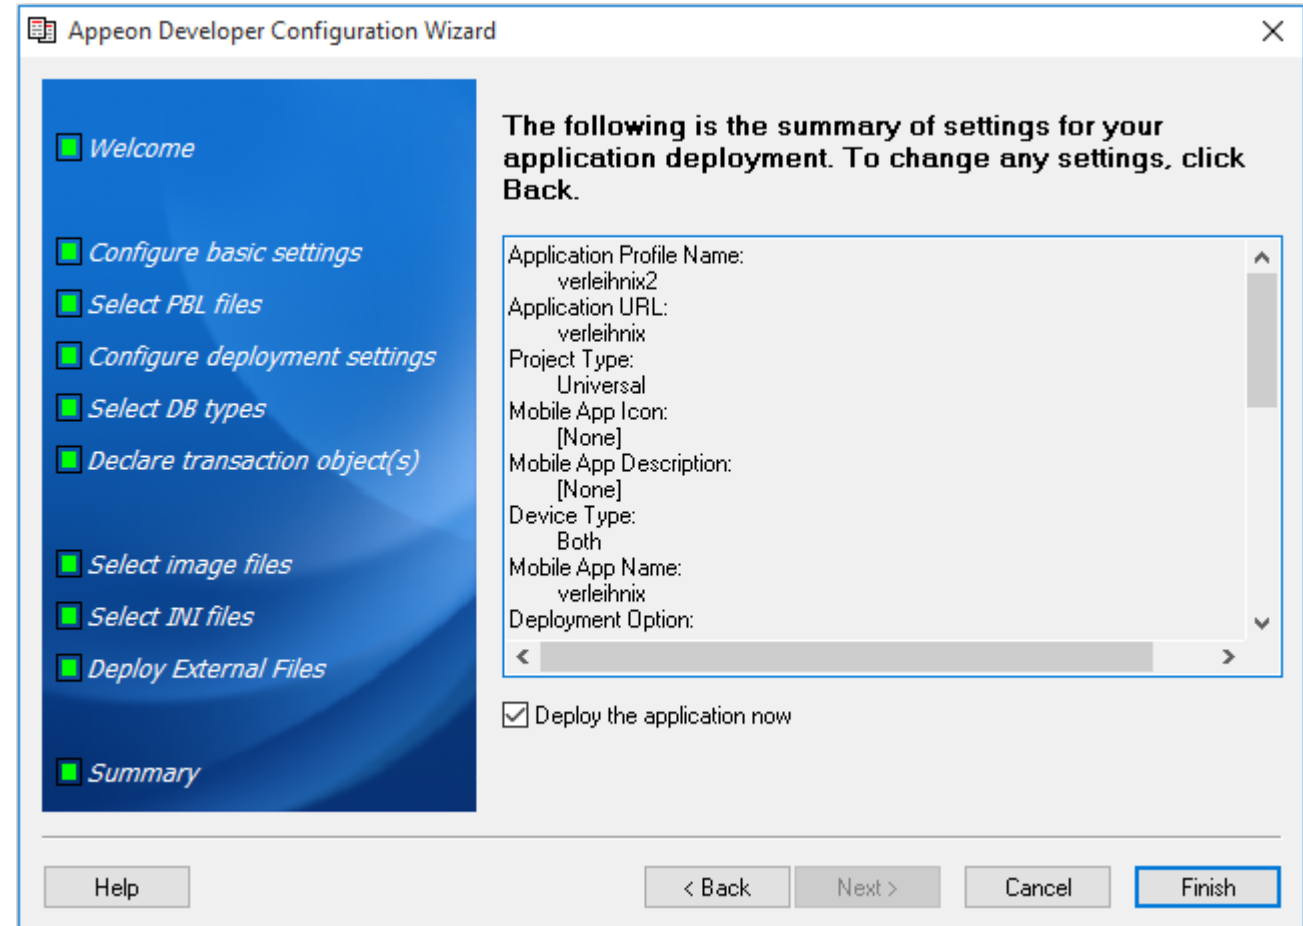 Appeon Developer Configuration Wizard
Welcome
Configure basic settings
Select PBL files
Configure deployment settings
Select DB types
Declare transaction object(s)
Select image files
Select INI files
Deploy External Files
Summary
The following is the summary of settings for your
application deployment. To change any settings, click
Back.
Application Profile Name:
verleihnix2
Application URL:
verleihnix
Project Type:
Universal
Mobile App Icon:
[None]
Mobile App Description:
[None]
Device Type:
Both
Mobile App Name:
verleihnix
Deployment Option:
Deploy the application now
Help
< Back
Next >
Cancel
Finish